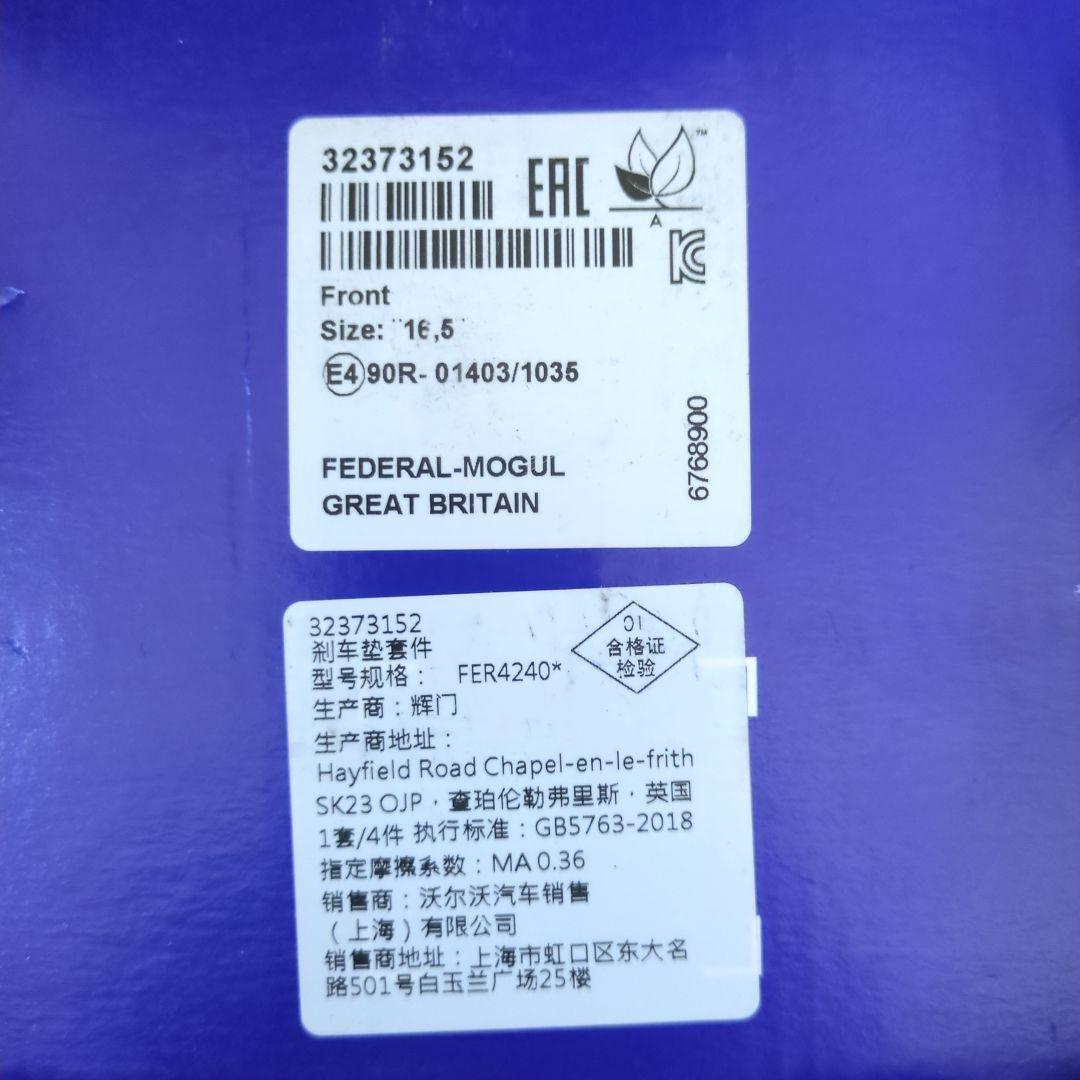 32373152
EAC
TM
A
KC
Front
Size: "16,5"
E4 90R- 01403/1035
6768900
FEDERAL-MOGUL
GREAT BRITAIN
32373152
刹车垫套件
型号规格： FER4240*
01
合格证
检验
生产商：辉门
生产商地址：
Hayfield Road Chapel-en-le-frith
SK23 OJP，查珀伦勒弗里斯，英国
1套/4件 执行标准：GB5763-2018
指定摩擦系数：MA 0.36
销售商：沃尔沃汽车销售
（上海）有限公司
销售商地址：上海市虹口区东大名
路501号白玉兰广场25楼